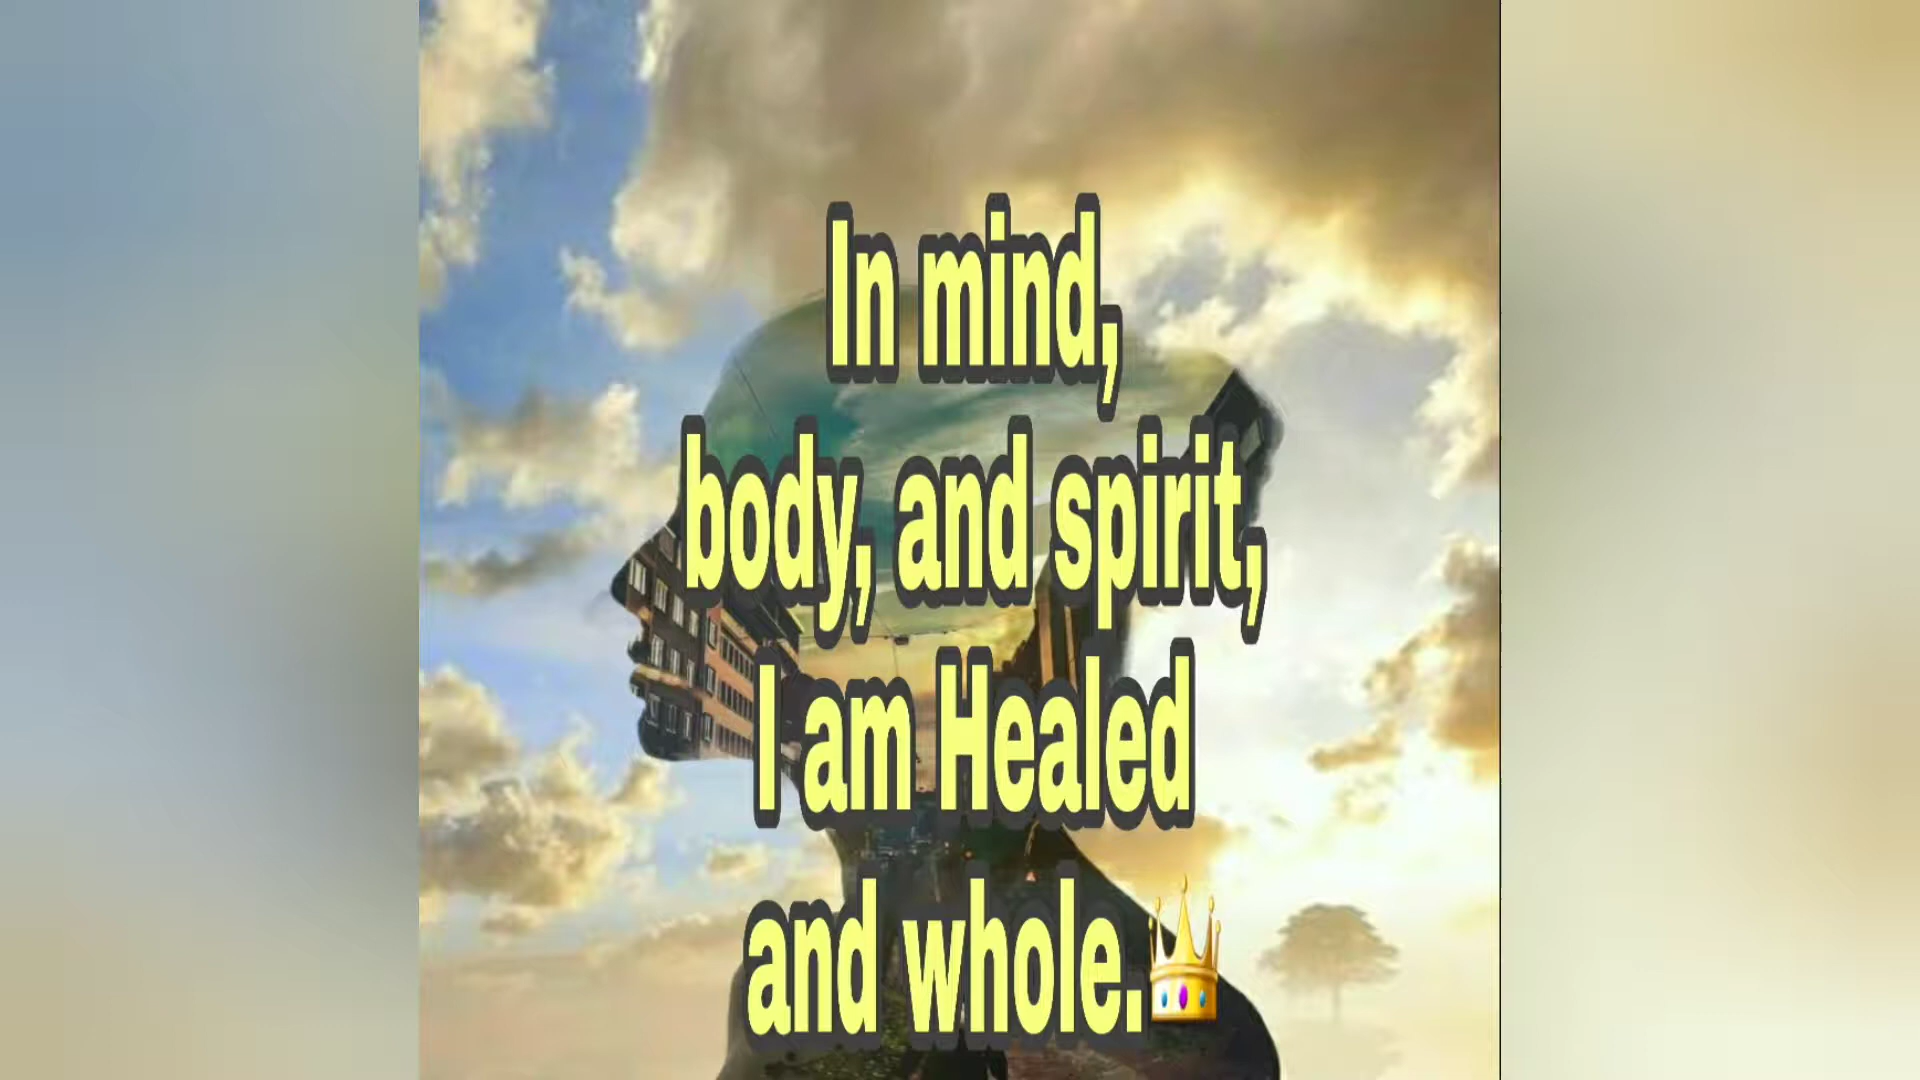 In mind,
body, and spirit,
I am Healed
and whole.👑